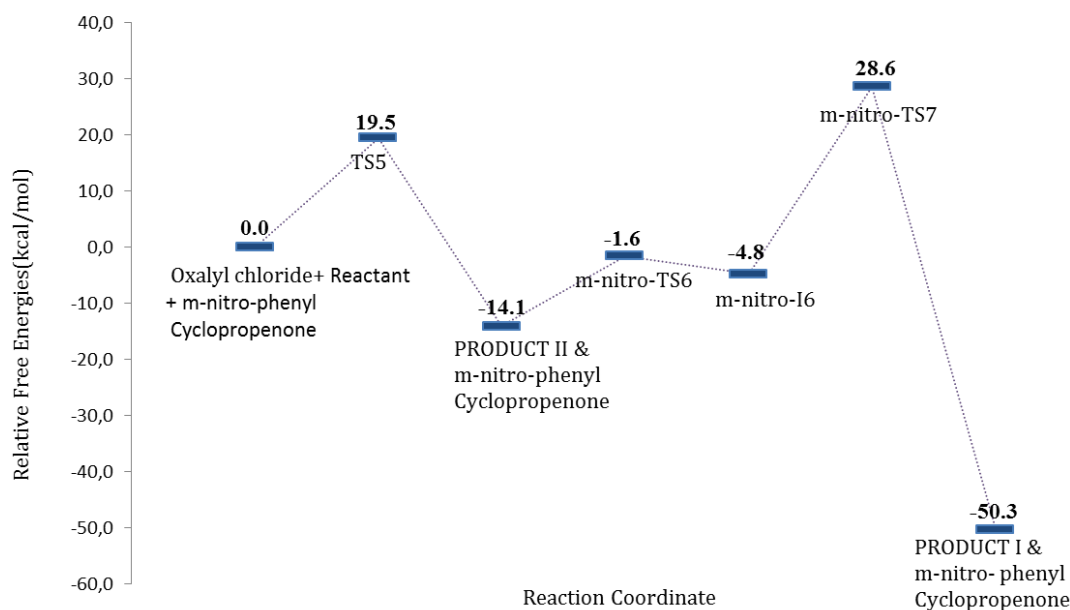 40,0
30,0
20,0
10,0
0,0
-10,0
-20,0
-30,0
-40,0
-50,0
-60,0
Relative Free Energies(kcal/mol)
0.0
Oxalyl chloride+ Reactant
+ m-nitro-phenyl
Cyclopropenone
19.5
TS5
-14.1
PRODUCT II &
m-nitro-phenyl
Cyclopropenone
-1.6
m-nitro-TS6
-4.8
m-nitro-I6
28.6
m-nitro-TS7
-50.3
PRODUCT I &
m-nitro- phenyl
Cyclopropenone
Reaction Coordinate